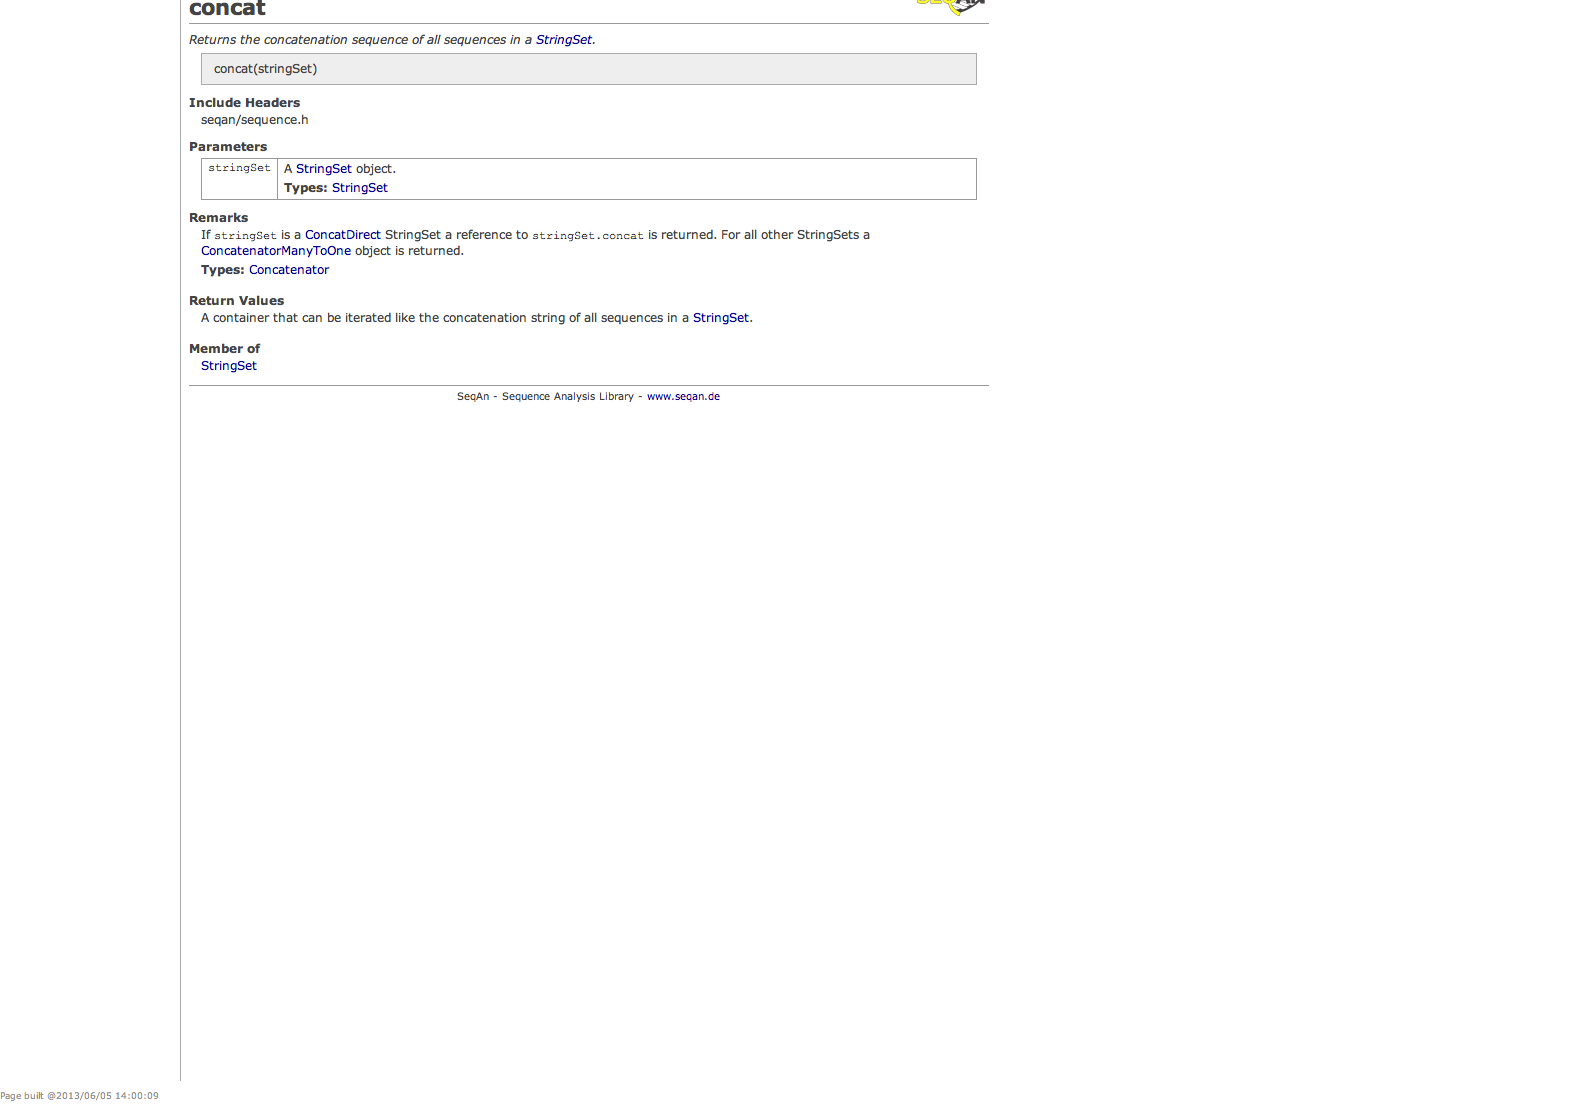 concat
Returns the concatenation sequence of all sequences in a StringSet.
concat(stringSet)
Include Headers
seqan/sequence.h
Parameters
stringSet
A StringSet object.
Types: StringSet
Remarks
If stringSet is a ConcatDirect StringSet a reference to stringSet.concat is returned. For all other StringSets a
ConcatenatorManyToOne object is returned.
Types: Concatenator
Return Values
A container that can be iterated like the concatenation string of all sequences in a StringSet.
Member of
StringSet
SeqAn - Sequence Analysis Library - www.seqan.de
Page built @2013/06/05 14:00:09